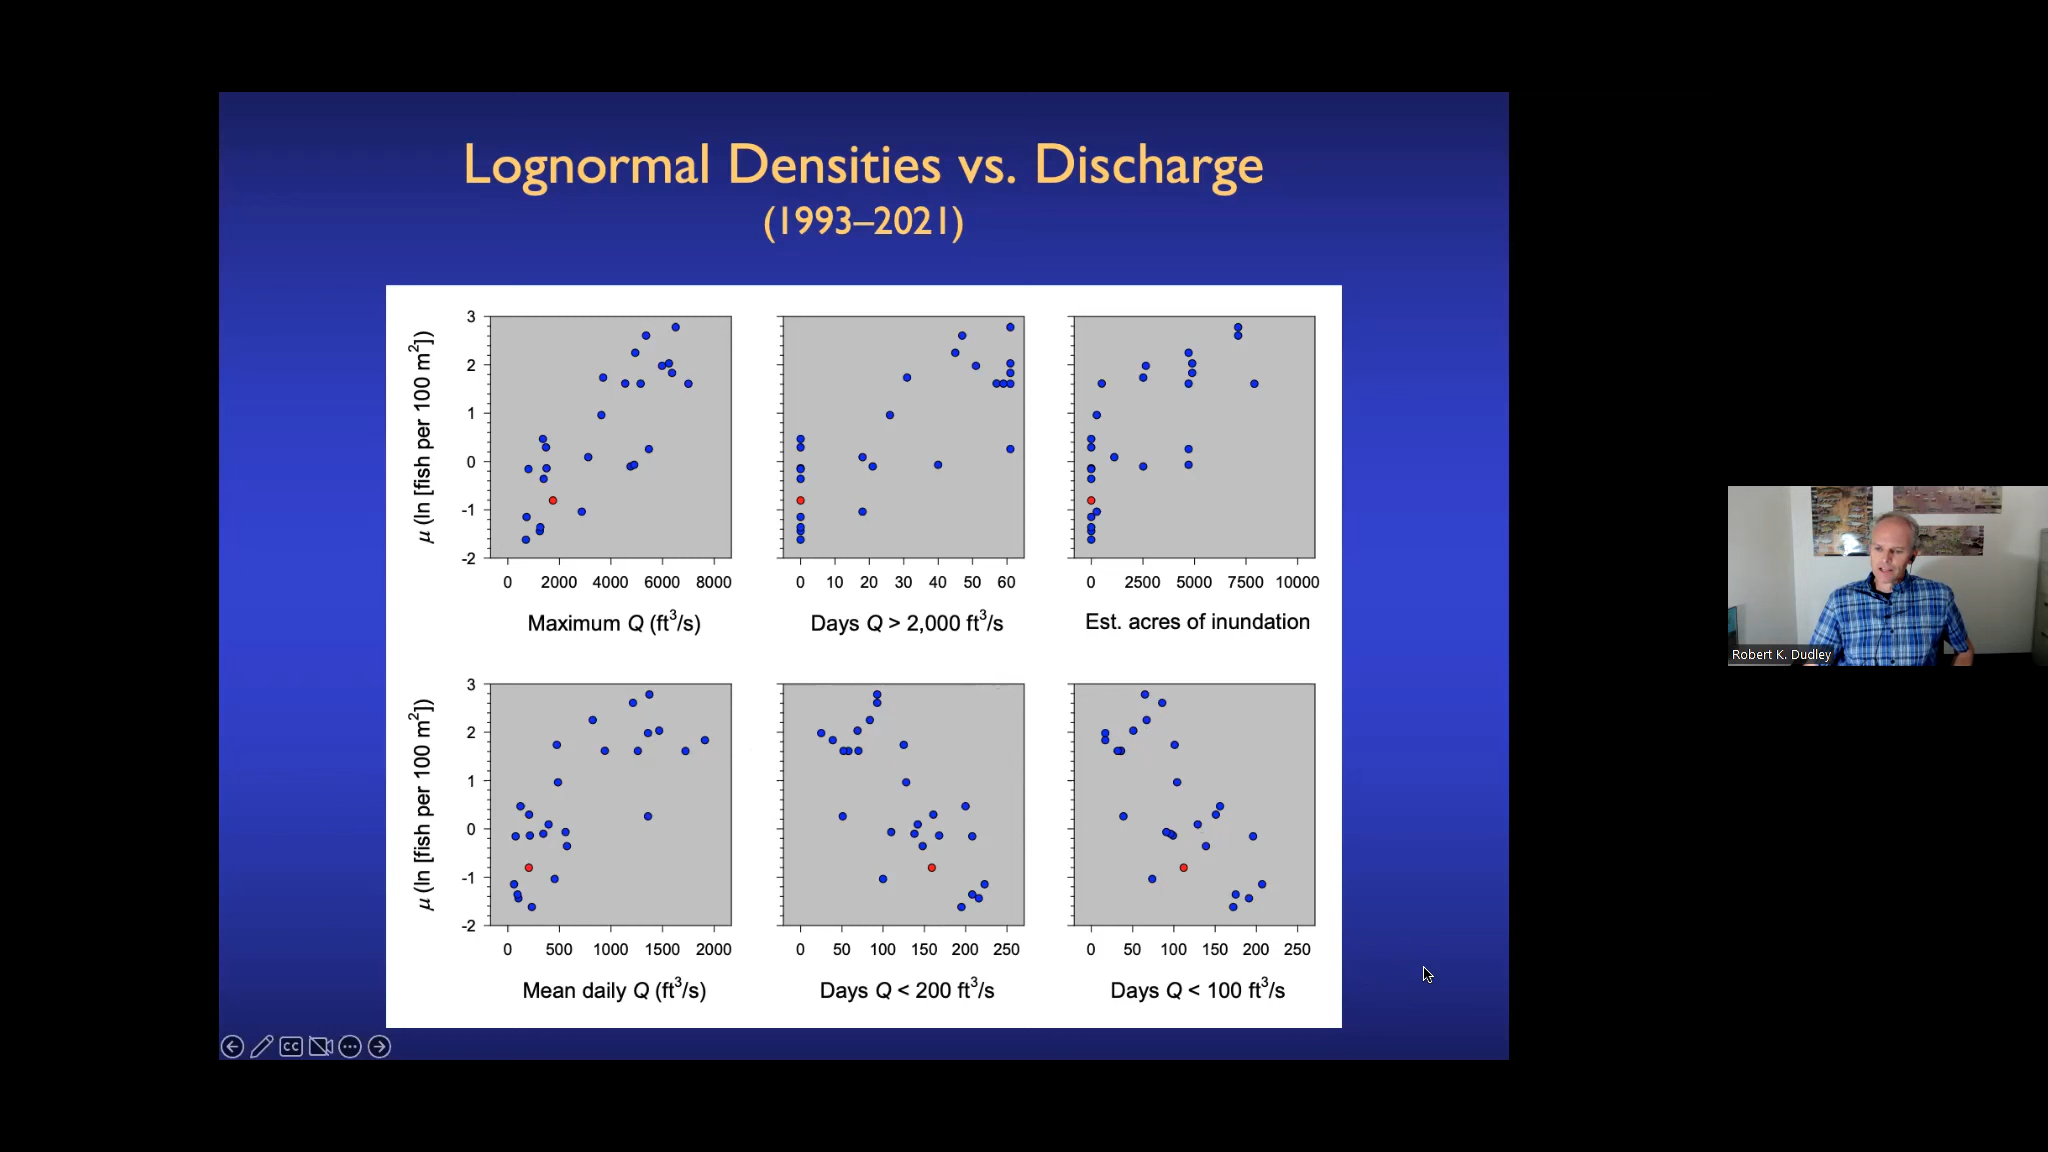 Lognormal Densities vs. Discharge
(1993–2021)
μ (ln [fish per 100 m²])
3
2
1
0
-1
-2
0 2000 4000 6000 8000
Maximum Q (ft³/s)
0 10 20 30 40 50 60
Days Q > 2,000 ft³/s
0 2500 5000 7500 10000
Est. acres of inundation
μ (ln [fish per 100 m²])
3
2
1
0
-1
-2
0 500 1000 1500 2000
Mean daily Q (ft³/s)
0 50 100 150 200 250
Days Q < 200 ft³/s
0 50 100 150 200 250
Days Q < 100 ft³/s
CC
Robert K. Dudley